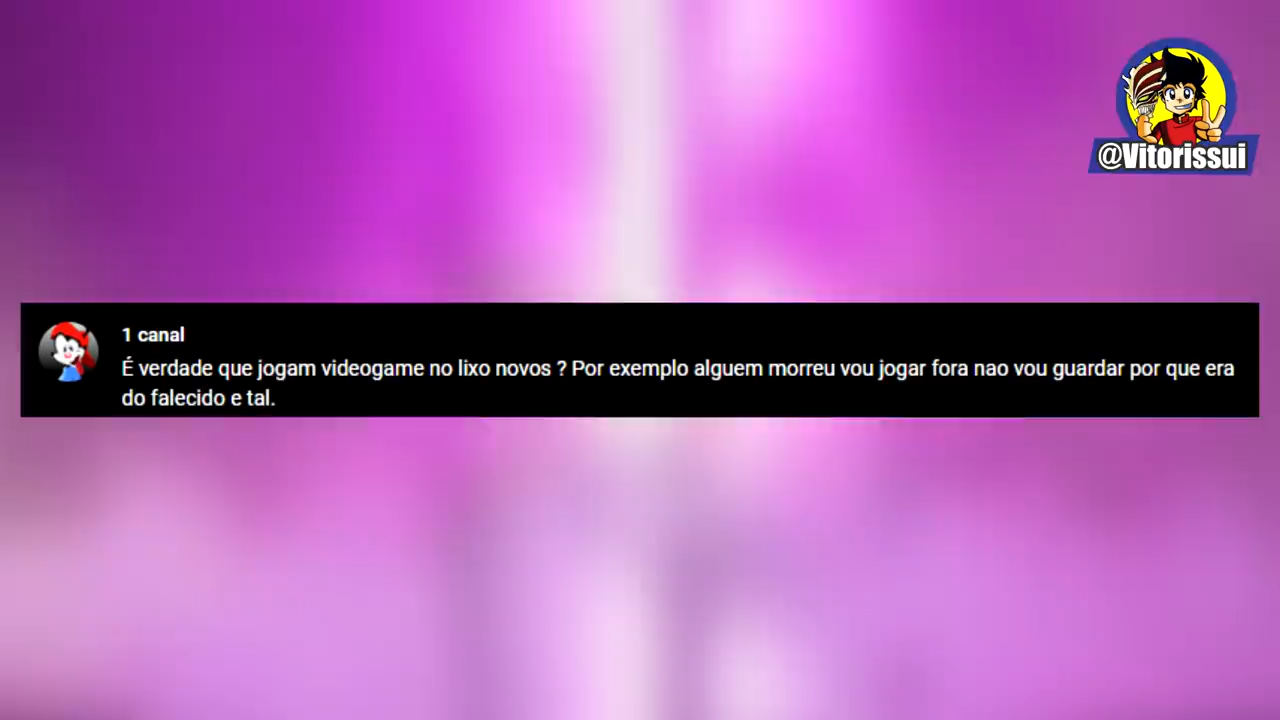 @Vitorissui
1 canal
É verdade que jogam videogame no lixo novos ? Por exemplo alguem morreu vou jogar fora nao vou guardar por que era
do falecido e tal.